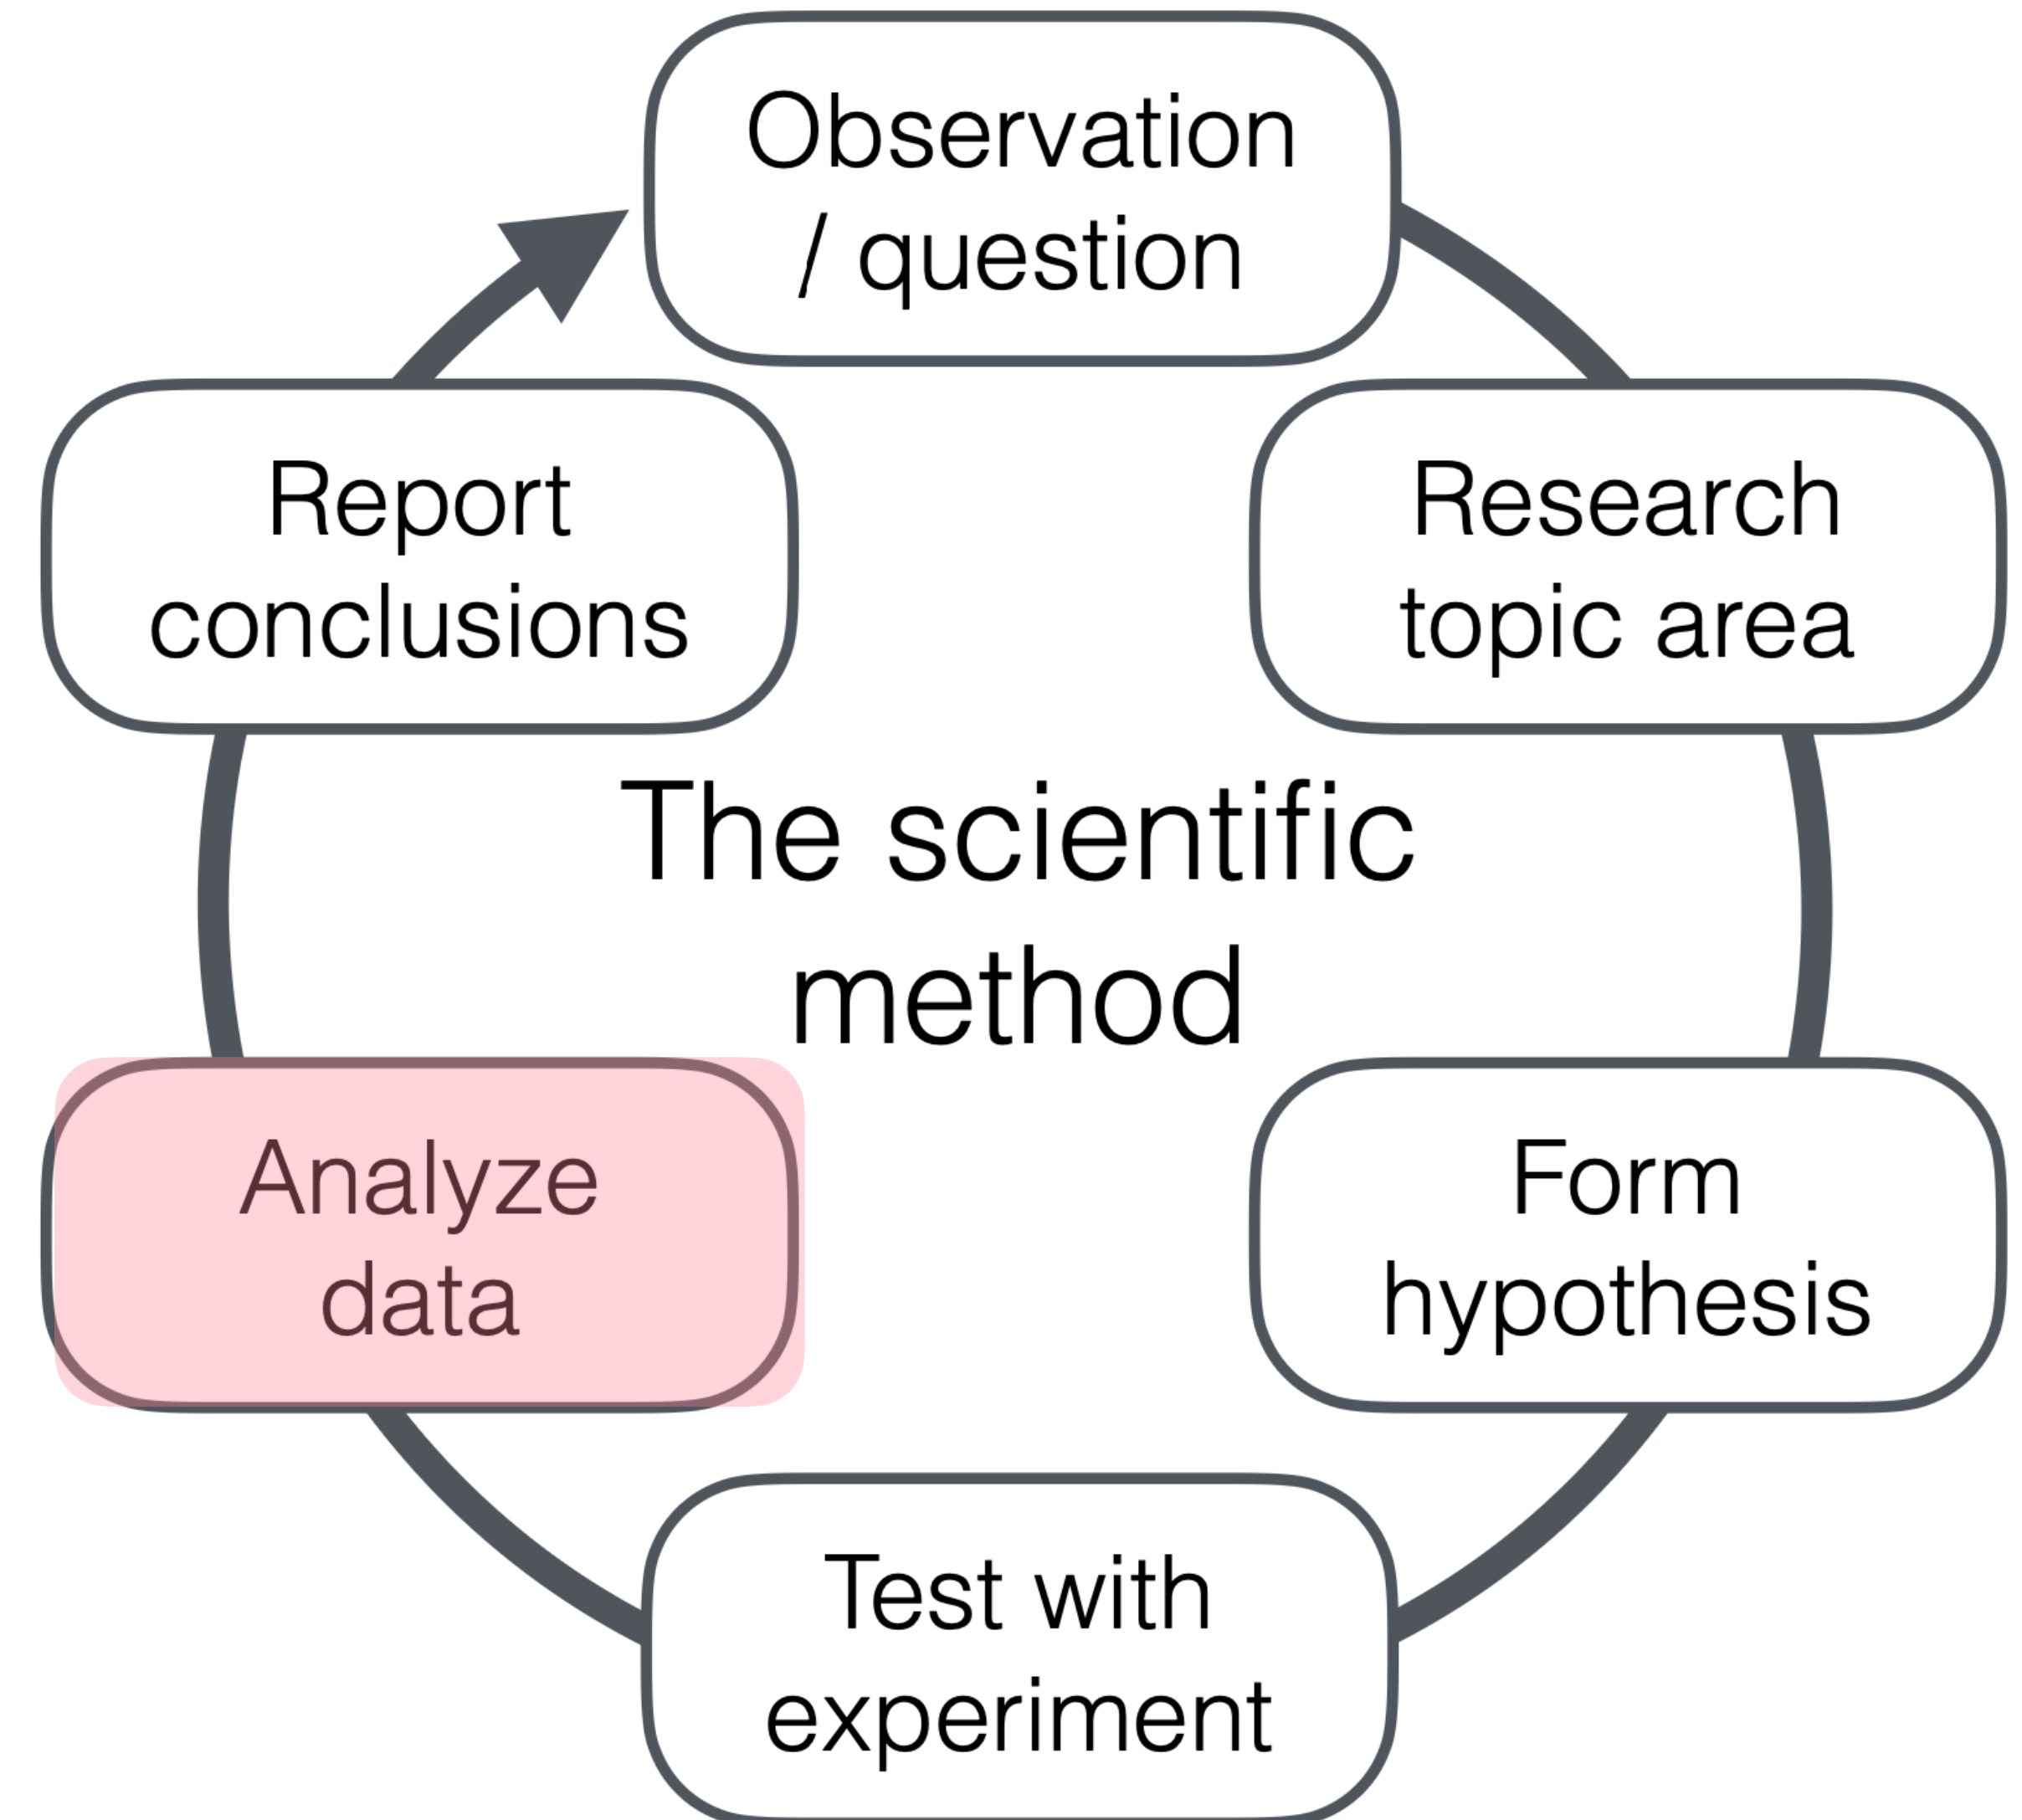 Observation
/ question
Research
topic area
Form
hypothesis
Test with
experiment
Analyze
data
Report
conclusions
The scientific
method